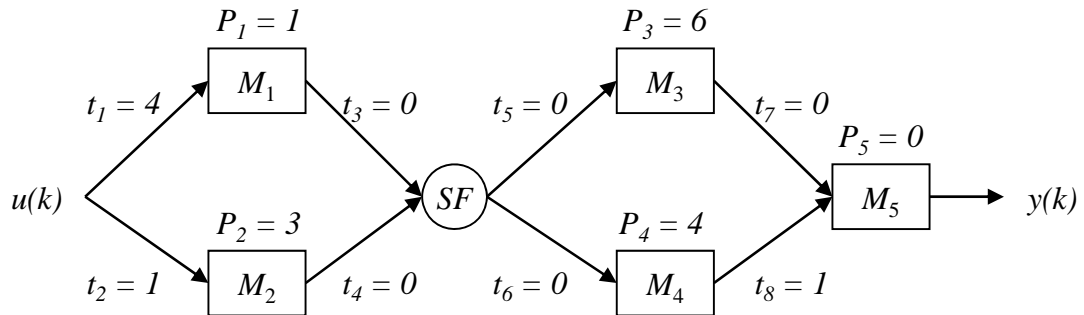 P₁ = 1
M₁
t₁ = 4
t₃ = 0
u(k)
P₂ = 3
M₂
t₂ = 1
t₄ = 0
SF
P₃ = 6
M₃
t₅ = 0
t₇ = 0
P₄ = 4
M₄
t₆ = 0
t₈ = 1
P₅ = 0
M₅
y(k)